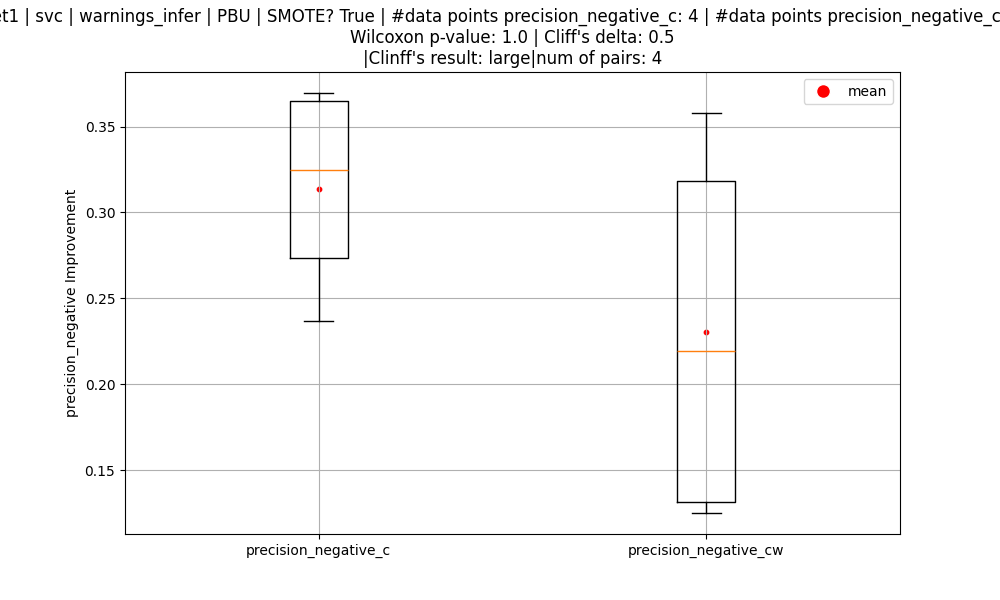 | svc | warnings_infer | PBU | SMOTE? True | #data points precision_negative_c: 4 | #data points
Wilcoxon p-value: 1.0 | Cliff's delta: 0.5
|Clinff's result: large|num of pairs: 4
mean
0.35
0.30
0.25
0.20
0.15
precision_negative Improvement
precision_negative_c
precision_negative_cw